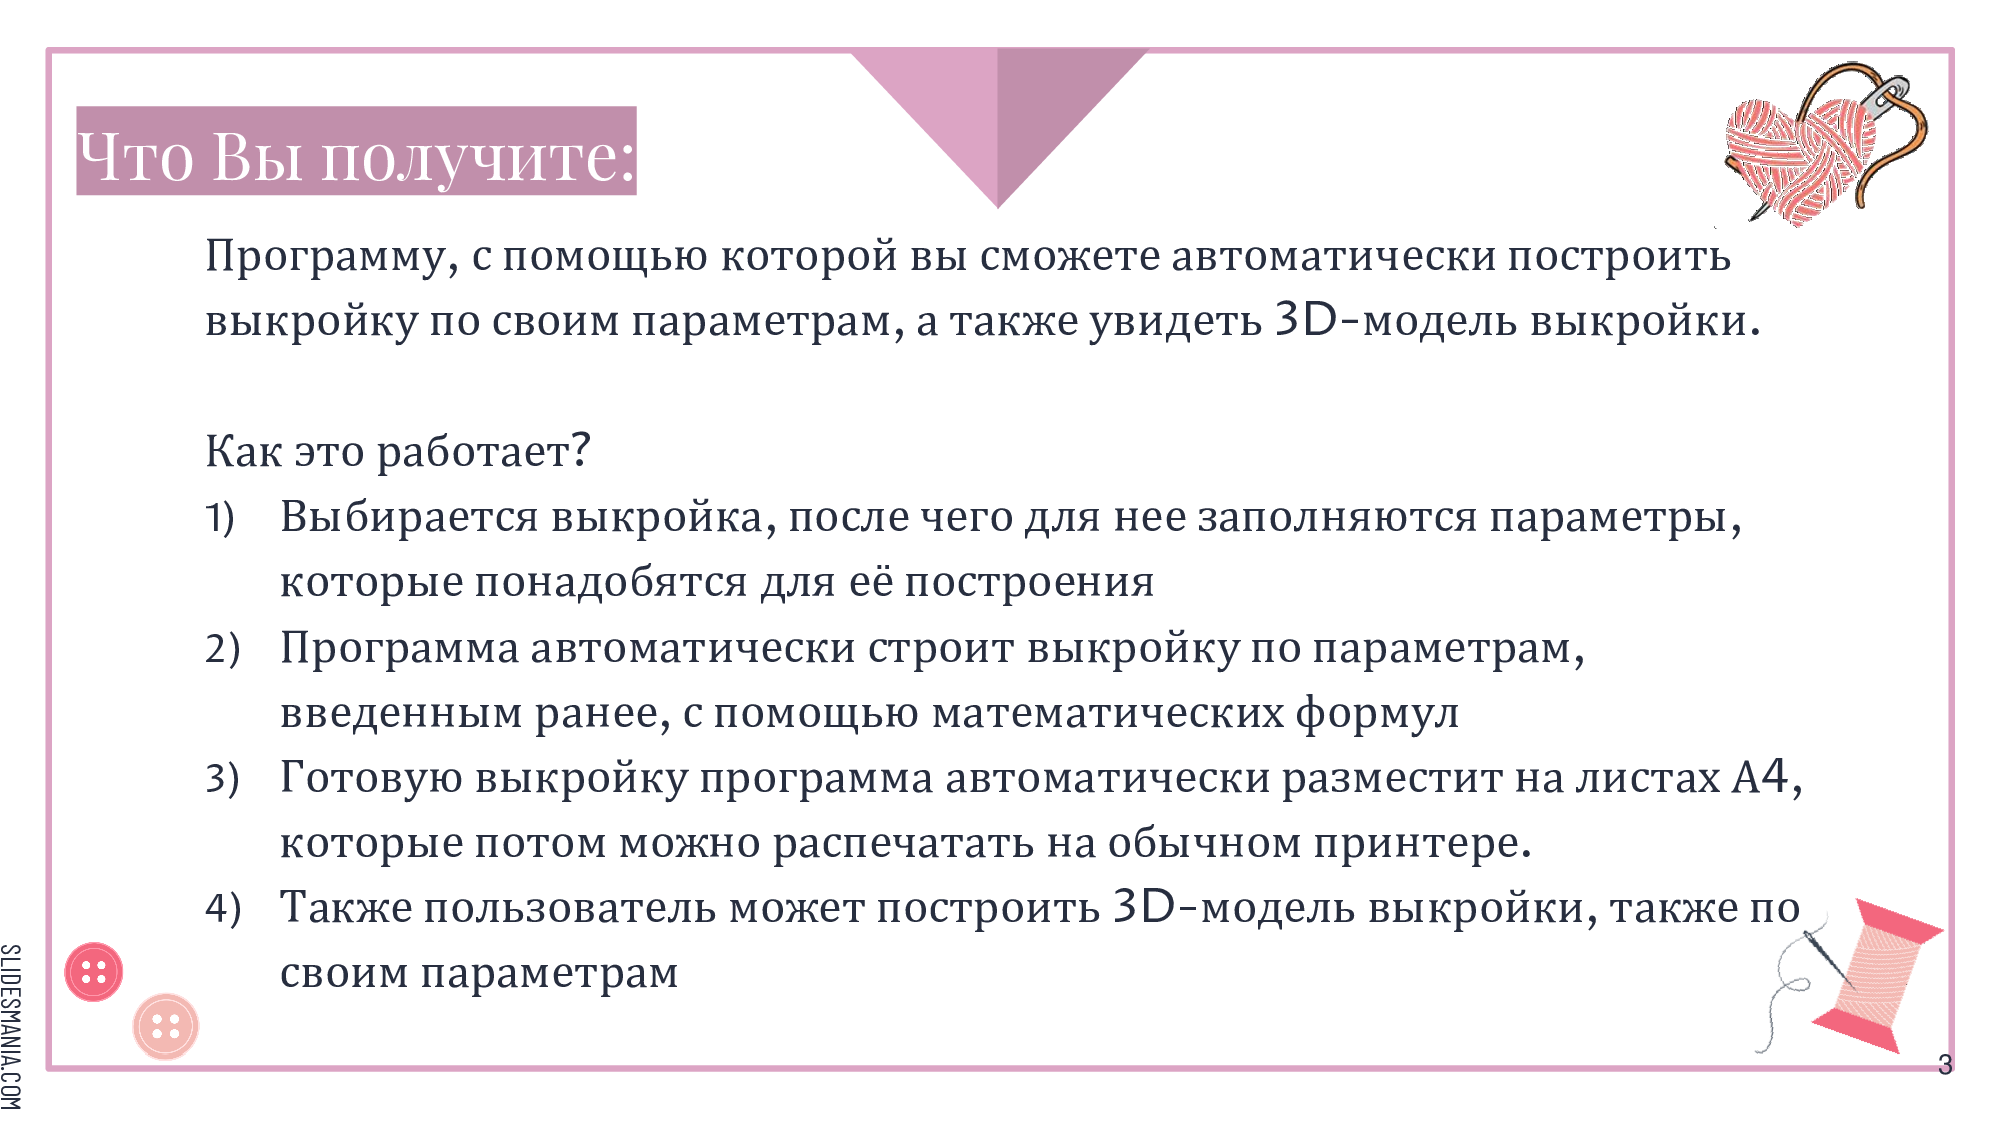 Что Вы получите:
Программу, с помощью которой вы сможете автоматически построить
выкройку по своим параметрам, а также увидеть 3D-модель выкройки.
Как это работает?
1) Выбирается выкройка, после чего для нее заполняются параметры,
которые понадобятся для её построения
2) Программа автоматически строит выкройку по параметрам,
введенным ранее, с помощью математических формул
3) Готовую выкройку программа автоматически разместит на листах А4,
которые потом можно распечатать на обычном принтере.
4) Также пользователь может построить 3D-модель выкройки, также по
своим параметрам
SLIDESMANIA.COM
3